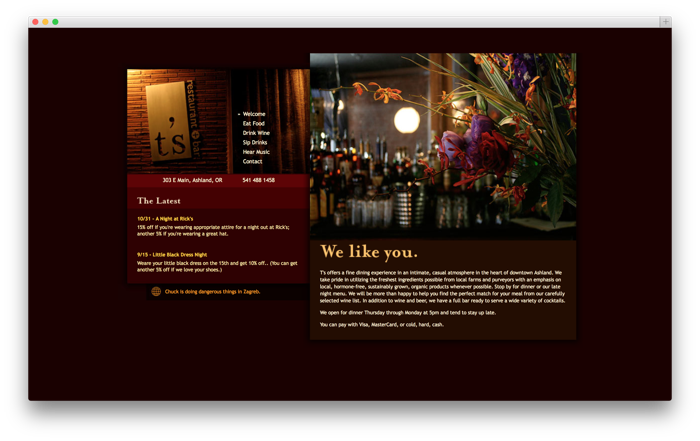 t's
restaurant + bar
Welcome
Eat Food
Drink Wine
Sip Drinks
Hear Music
Contact
303 E Main, Ashland, OR
541 488 1458
The Latest
10/31 - A Night at Rick's
15% off if you're wearing appropriate attire for a night out at Rick's;
another 5% if you're wearing a great hat.
9/15 - Little Black Dress Night
Weare your little black dress on the 15th and get 10% off.. (You can get
another 5% off if we love your shoes.)
Chuck is doing dangerous things in Zagreb.
We like you.
T's offers a fine dining experience in an intimate, casual atmosphere in the heart of downtown Ashland. We
take pride in utilizing the freshest ingredients possible from local farms and purveyors with an emphasis on
local, hormone-free, sustainably grown, organic products whenever possible. Stop by for dinner or our late
night menu. We will be more than happy to help you find the perfect match for your meal from our carefully
selected wine list. In addition to wine and beer, we have a full bar ready to serve a wide variety of cocktails.
We open for dinner Thursday through Monday at 5pm and tend to stay up late.
You can pay with Visa, MasterCard, or cold, hard, cash.